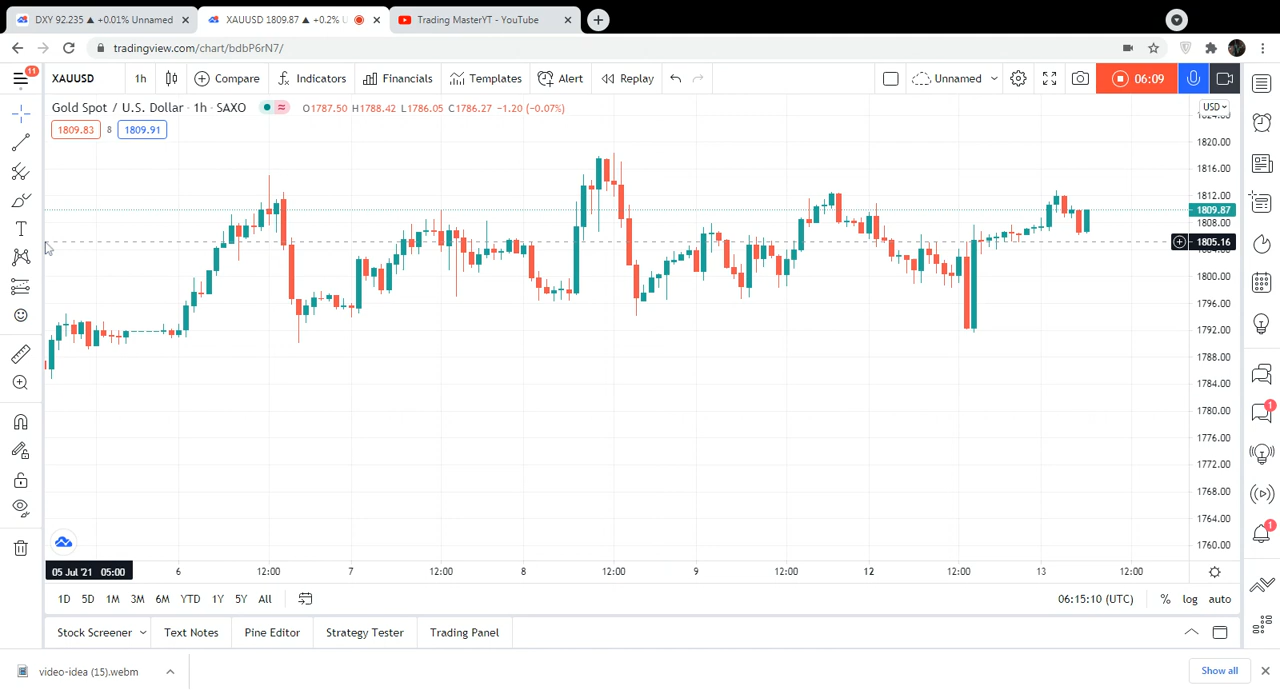 DXY 92.235 ▲ +0.01% Unnamed
XAUUSD 1809.87 ▲ +0.2% U
Trading MasterYT - YouTube
tradingview.com/chart/bdbP6rN7/
11
XAUUSD 1h Compare Indicators Financials Templates Alert Replay Unnamed 06:09
Gold Spot / U.S. Dollar · 1h · SAXO O1787.50 H1788.42 L1786.05 C1786.27 −1.20 (−0.07%)
1809.83 8 1809.91
USD
1820.00
1816.00
1812.00
1809.87
1808.00
1805.16
1800.00
1796.00
1792.00
1788.00
1784.00
1780.00
1776.00
1772.00
1768.00
1764.00
1760.00
1
1
05 Jul '21 05:00 6 12:00 7 12:00 8 12:00 9 12:00 12 12:00 13 12:00
1D 5D 1M 3M 6M YTD 1Y 5Y All 06:15:10 (UTC) % log auto
Stock Screener Text Notes Pine Editor Strategy Tester Trading Panel
video-idea (15).webm Show all